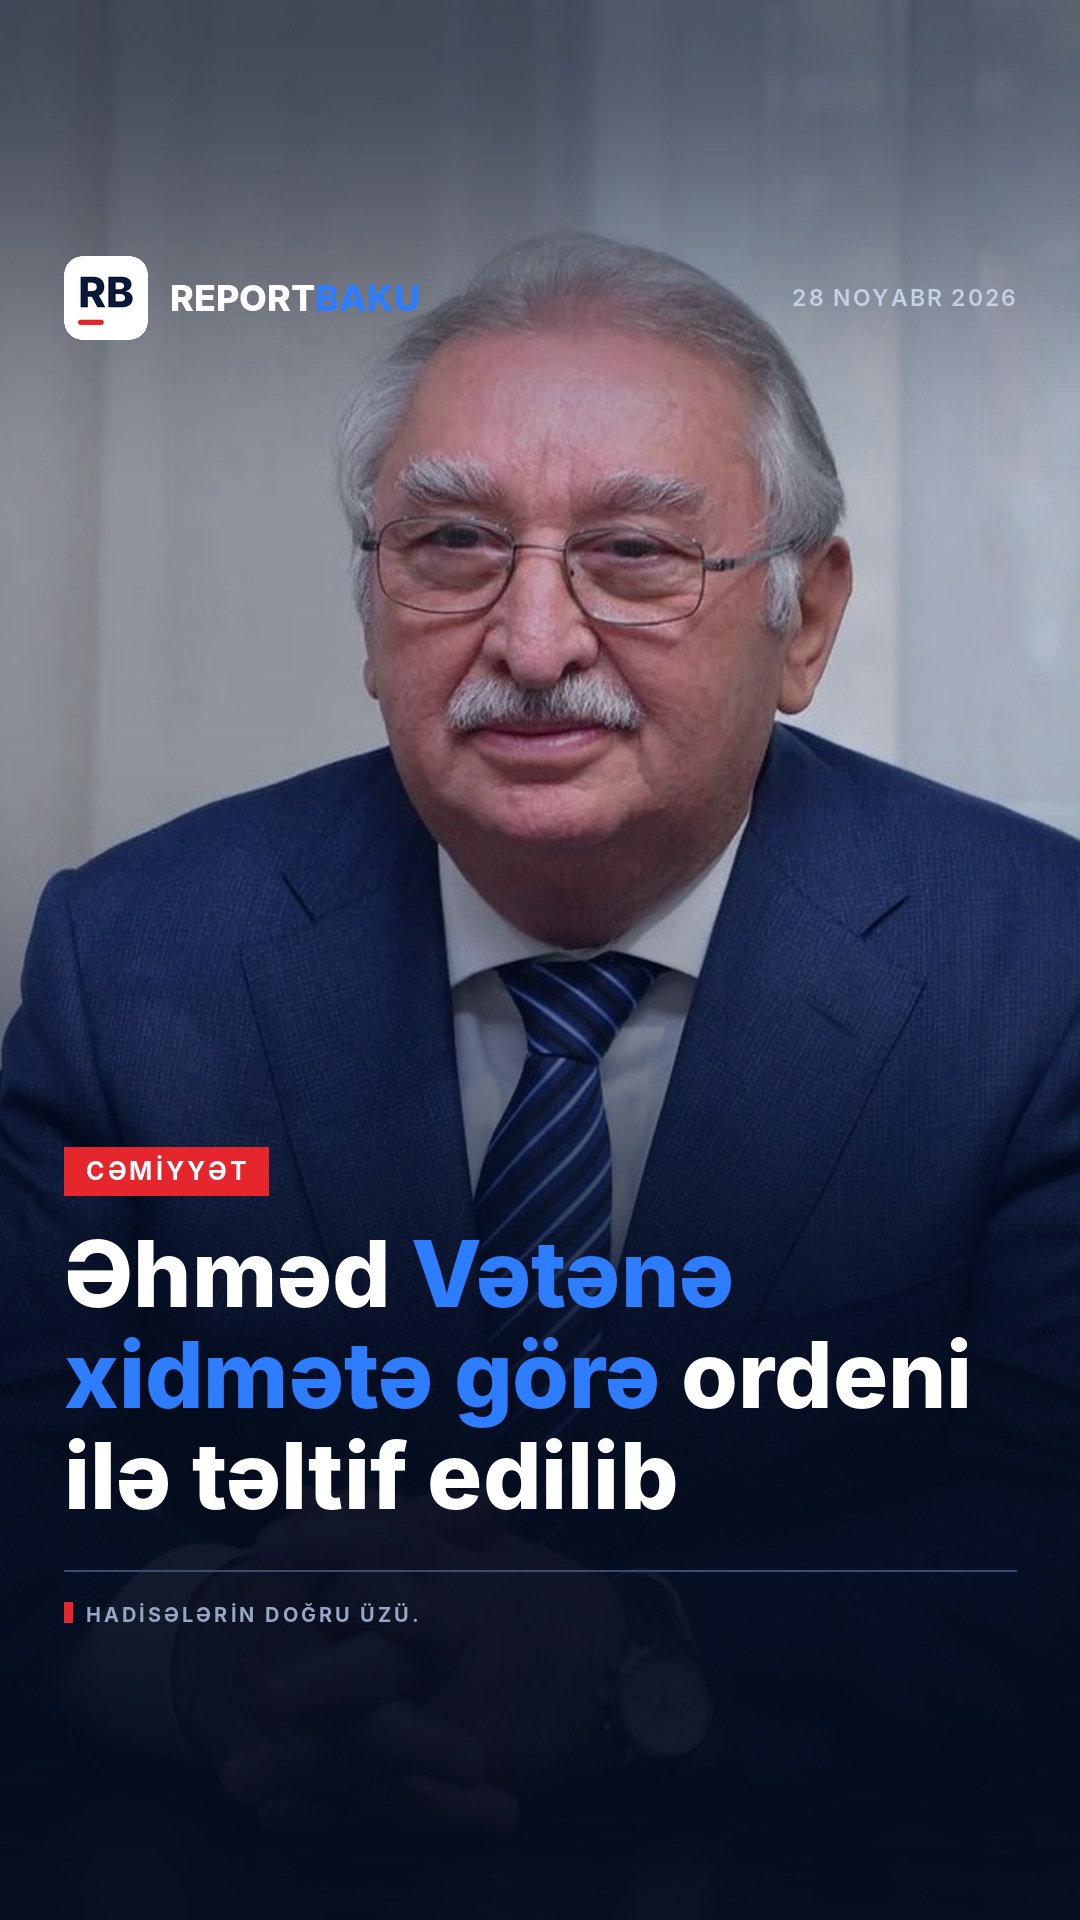 RB
REPORTBAKU
28 NOYABR 2026
CƏMİYYƏT
Əhməd Vətənə
xidmətə görə ordeni
ilə təltif edilib
HADİSƏLƏRİN DOĞRU ÜZÜ.